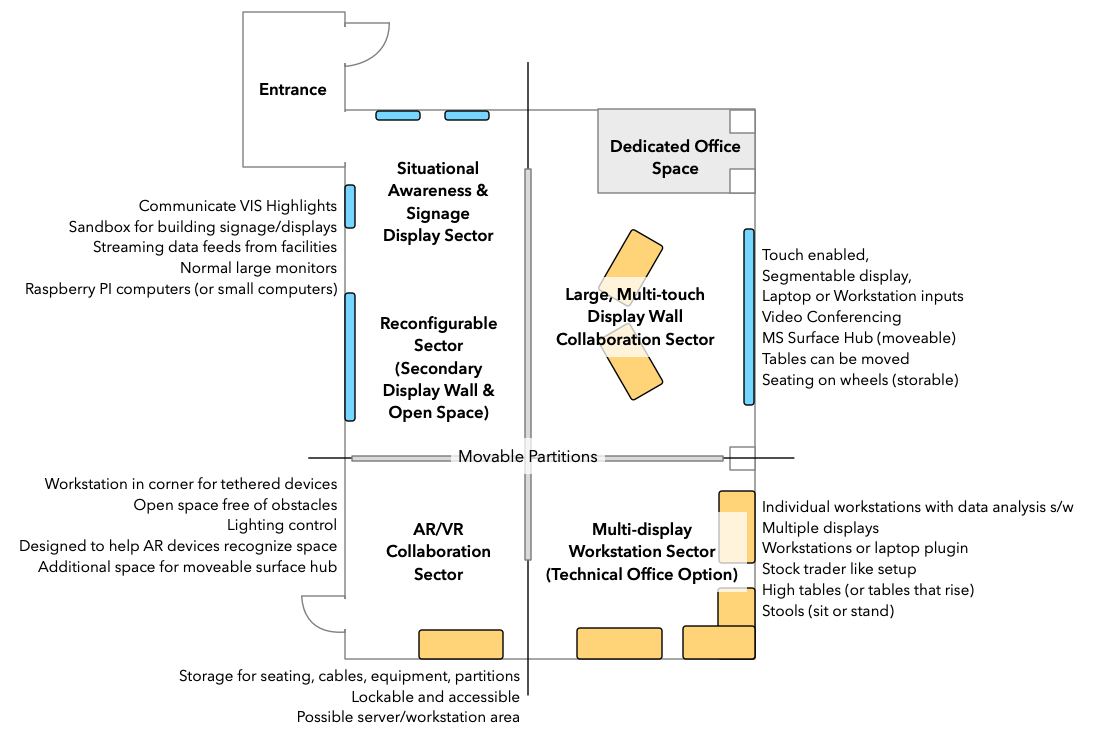 Entrance
Dedicated Office
Space
Situational
Awareness &
Signage
Display Sector
Communicate VIS Highlights
Sandbox for building signage/displays
Streaming data feeds from facilities
Normal large monitors
Raspberry PI computers (or small computers)
Large, Multi-touch
Display Wall
Collaboration Sector
Touch enabled,
Segmentable display,
Laptop or Workstation inputs
Video Conferencing
MS Surface Hub (moveable)
Tables can be moved
Seating on wheels (storable)
Reconfigurable
Sector
(Secondary
Display Wall &
Open Space)
Movable Partitions
Workstation in corner for tethered devices
Open space free of obstacles
Lighting control
Designed to help AR devices recognize space
Additional space for moveable surface hub
AR/VR
Collaboration
Sector
Multi-display
Workstation Sector
(Technical Office Option)
Individual workstations with data analysis s/w
Multiple displays
Workstations or laptop plugin
Stock trader like setup
High tables (or tables that rise)
Stools (sit or stand)
Storage for seating, cables, equipment, partitions
Lockable and accessible
Possible server/workstation area